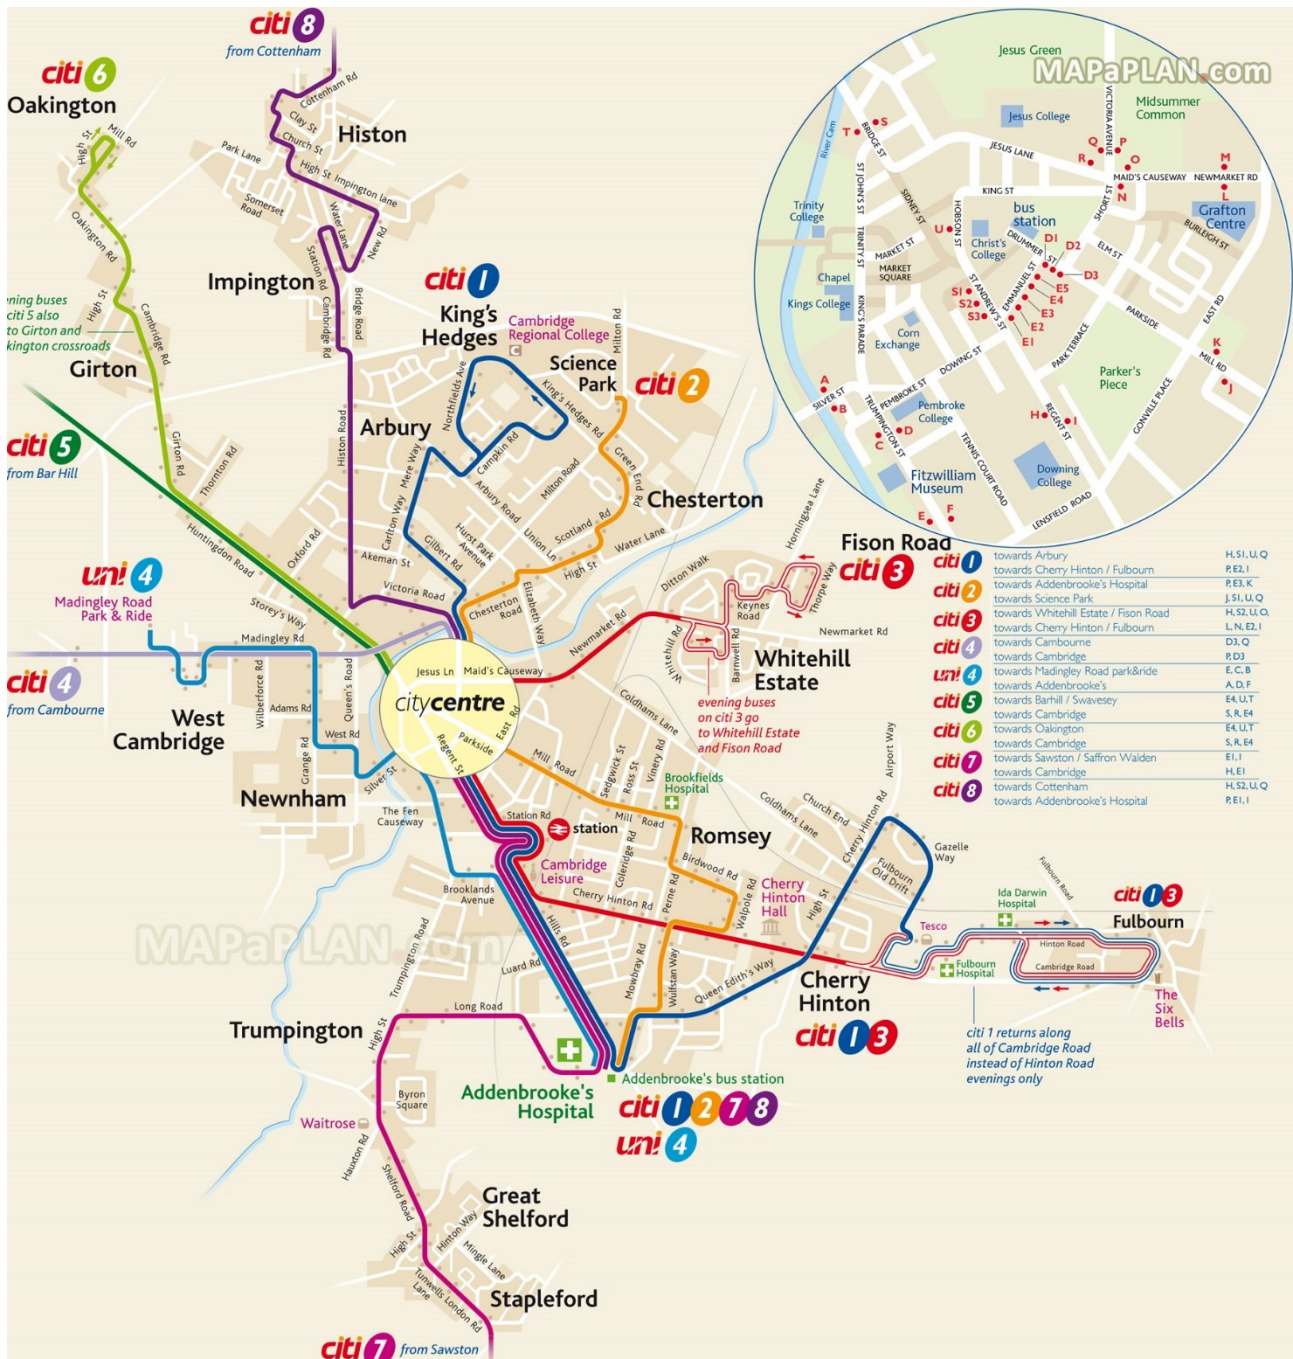 citi 8
from Cottenham
citi 6
Oakington
High St
Mill Rd
Oakington Rd
High St
Cambridge Rd
ening buses
citi 5 also
to Girton and
kington crossroads
Girton
Girton Rd
Thornton Rd
citi 5
from Bar Hill
Huntingdon Road
Oxford Rd
Storey's Way
Cottenham Rd
Clay St
Church St
Histon
Park Lane
High St
Impington lane
Somerset
Road
Water Lane
New Rd
Station Rd
Impington
Cambridge Rd
Bridge Road
Histon Road
citi 1
King's
Hedges
Cambridge
Regional College
Milton Rd
Science
Park
citi 2
Northfields Ave
King's Hedges Rd
Arbury
Mere Way
Campkin Rd
Green End Rd
Carlton Way
Arbury Road
Milton Road
Chesterton
Gilbert Rd
Hurst Park
Avenue
Union Ln
Scotland Rd
Water Lane
High St
Akeman St
Victoria Road
Chesterton
Road
Elizabeth Way
Ditton Walk
Horningsea Lane
Fison Road
citi 3
Keynes
Road
Thorpe Way
Newmarket Rd
Newmarket Rd
Whitehill Rd
Barnwell Rd
Whitehill
Estate
evening buses
on citi 3 go
to Whitehill Estate
and Fison Road
uni 4
Madingley Road
Park & Ride
Madingley Rd
citi 4
from Cambourne
Wilberforce Rd
Adams Rd
Queen's Road
West
Cambridge
West Rd
Grange Rd
Silver St
Newnham
Jesus Ln
Maid's Causeway
citycentre
East Rd
Parkside
Regent St
The Fen
Causeway
Mill Road
Sedgwick St
Ross St
Vinery Rd
Coldhams Lane
Brookfields
Hospital
Station Rd
station
Mill Road
Romsey
Coldhams Lane
Church End
Cherry Hinton Rd
Airport Way
Cambridge
Leisure
Coleridge Rd
Birdwood Rd
Brooklands
Avenue
Cherry Hinton Rd
Perne Rd
Walpole Rd
Cherry
Hinton
Hall
High St
Fulbourn
Old Drift
Gazelle
Way
Fulbourn Road
Ida Darwin
Hospital
citi 1 3
Fulbourn
Tesco
Hinton Road
Fulbourn
Hospital
Cambridge Road
The
Six
Bells
citi 1 returns along
all of Cambridge Road
instead of Hinton Road
evenings only
Hills Rd
Luard Rd
Mowbray Rd
Wulfstan Way
Queen Edith's Way
Cherry
Hinton
citi 1 3
Trumpington Road
Long Road
Trumpington
High St
Addenbrooke's
Hospital
Addenbrooke's bus station
citi 1 2 7 8
uni 4
Byron
Square
Waitrose
Hauxton Rd
Shelford Road
Great
Shelford
High St
Hinton Way
Mingle Lane
Tunwells
Lane
London Rd
Stapleford
citi 7
from Sawston
MAPaPLAN.com
MAPaPLAN.com
Jesus Green
Midsummer
Common
VICTORIA AVENUE
Jesus College
River Cam
T
S
BRIDGE ST
JESUS LANE
Q
P
R
O
M
MAID'S CAUSEWAY
NEWMARKET RD
N
L
ST JOHN'S ST
SIDNEY ST
KING ST
SHORT ST
Grafton
Centre
BURLEIGH ST
Trinity
College
TRINITY ST
HOBSON ST
U
bus
station
Christ's
College
DRUMMER ST
D1
D2
D3
ELM ST
MARKET ST
MARKET
SQUARE
Chapel
Kings College
KING'S PARADE
Corn
Exchange
ST ANDREW'S ST
S1
S2
S3
EMMANUEL ST
E5
E4
E3
E2
E1
PARKSIDE
EAST RD
DOWING ST
PARK TERRACE
Parker's
Piece
K
MILL RD
J
A
SILVER ST
B
PEMBROKE ST
Pembroke
College
TRUMPINGTON ST
C
D
H
I
REGENT ST
GONVILLE PLACE
TENNIS COURT ROAD
Downing
College
Fitzwilliam
Museum
LENSFIELD ROAD
E
F
citi 1 towards Arbury H, S1, U, Q
towards Cherry Hinton / Fulbourn P, E2, I
citi 2 towards Addenbrooke's Hospital P, E3, K
towards Science Park J, S1, U, Q
citi 3 towards Whitehill Estate / Fison Road H, S2, U, O.
towards Cherry Hinton / Fulbourn L, N, E2, I
citi 4 towards Cambourne D3, Q
towards Cambridge P, D3
uni 4 towards Madingley Road park&ride E, C, B
towards Addenbrooke's A, D, F
citi 5 towards Barhill / Swavesey E4, U, T
towards Cambridge S, R, E4
citi 6 towards Oakington E4, U, T
towards Cambridge S, R, E4
citi 7 towards Sawston / Saffron Walden E1, I
towards Cambridge H, E1
citi 8 towards Cottenham H, S2, U, Q
towards Addenbrooke's Hospital P, E1, I